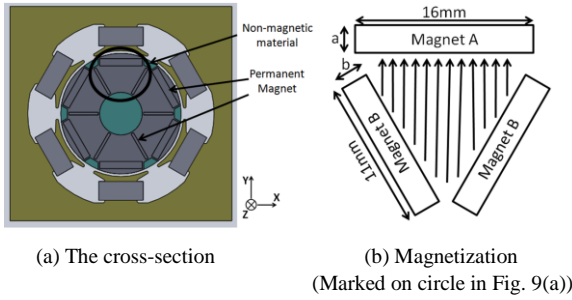 Non-magnetic
material
Permanent
Magnet
Y
X
Z
16mm
a
Magnet A
b
Magnet B
11mm
Magnet B
(a) The cross-section
(b) Magnetization
(Marked on circle in Fig. 9(a))